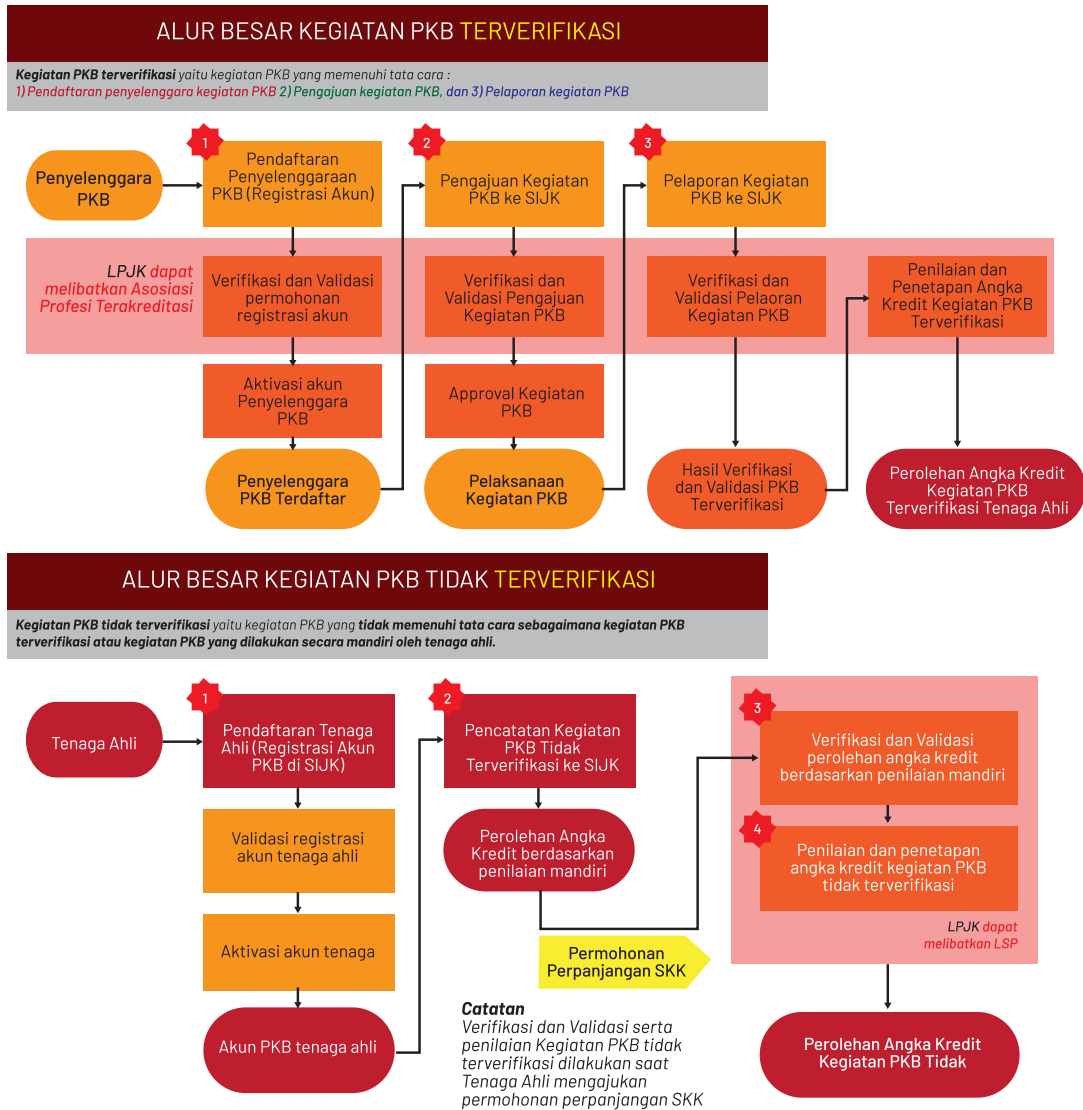 ALUR BESAR KEGIATAN PKB TERVERIFIKASI
Kegiatan PKB terverifikasi yaitu kegiatan PKB yang memenuhi tata cara :
1) Pendaftaran penyelenggara kegiatan PKB 2) Pengajuan kegiatan PKB, dan 3) Pelaporan kegiatan PKB
Penyelenggara
PKB
1
Pendaftaran
Penyelenggaraan
PKB (Registrasi Akun)
2
Pengajuan Kegiatan
PKB ke SIJK
3
Pelaporan Kegiatan
PKB ke SIJK
LPJK dapat
melibatkan Asosiasi
Profesi Terakreditasi
Verifikasi dan Validasi
permohonan
registrasi akun
Verifikasi dan
Validasi Pengajuan
Kegiatan PKB
Verifikasi dan
Validasi Pelaoran
Kegiatan PKB
Penilaian dan
Penetapan Angka
Kredit Kegiatan PKB
Terverifikasi
Aktivasi akun
Penyelenggara
PKB
Approval Kegiatan
PKB
Penyelenggara
PKB Terdaftar
Pelaksanaan
Kegiatan PKB
Hasil Verifikasi
dan Validasi PKB
Terverifikasi
Perolehan Angka Kredit
Kegiatan PKB
Terverifikasi Tenaga Ahli
ALUR BESAR KEGIATAN PKB TIDAK TERVERIFIKASI
Kegiatan PKB tidak terverifikasi yaitu kegiatan PKB yang tidak memenuhi tata cara sebagaimana kegiatan PKB
terverifikasi atau kegiatan PKB yang dilakukan secara mandiri oleh tenaga ahli.
Tenaga Ahli
1
Pendaftaran Tenaga
Ahli (Registrasi Akun
PKB di SIJK)
2
Pencatatan Kegiatan
PKB Tidak
Terverifikasi ke SIJK
3
Verifikasi dan Validasi
perolehan angka kredit
berdasarkan penilaian mandiri
Validasi registrasi
akun tenaga ahli
Perolehan Angka
Kredit berdasarkan
penilaian mandiri
4
Penilaian dan penetapan
angka kredit kegiatan PKB
tidak terverifikasi
LPJK dapat
melibatkan LSP
Aktivasi akun tenaga
Permohonan
Perpanjangan SKK
Akun PKB tenaga ahli
Catatan
Verifikasi dan Validasi serta
penilaian Kegiatan PKB tidak
terverifikasi dilakukan saat
Tenaga Ahli mengajukan
permohonan perpanjangan SKK
Perolehan Angka Kredit
Kegiatan PKB Tidak